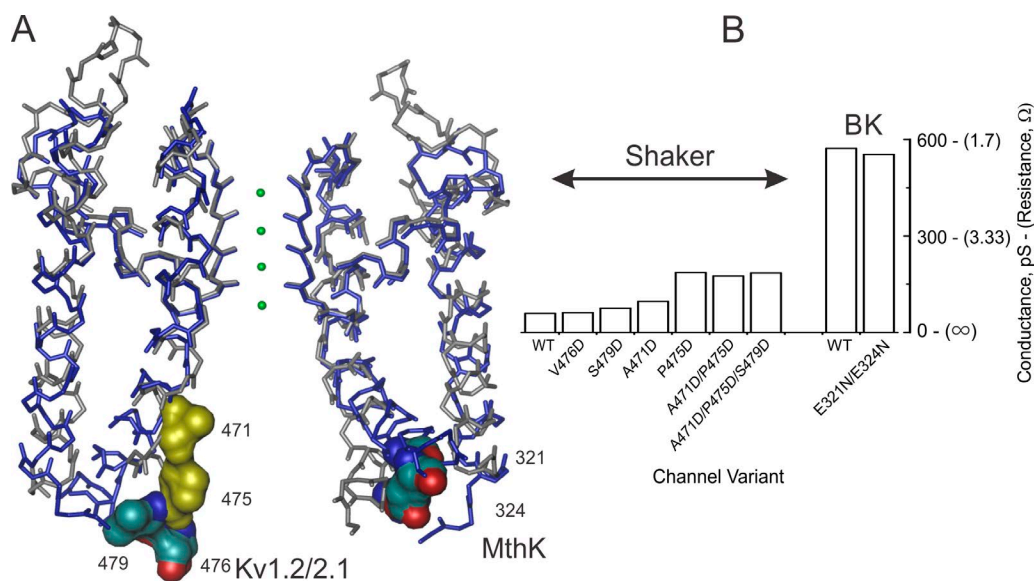 A
471
475
479
476
Kv1.2/2.1
321
324
MthK
B
Shaker
BK
600 - (1.7)
300 - (3.33)
0 - (∞)
Conductance, pS - (Resistance, Ω)
WT
V476D
S479D
A471D
P475D
A471D/P475D
A471D/P475D/S479D
WT
E321N/E324N
Channel Variant